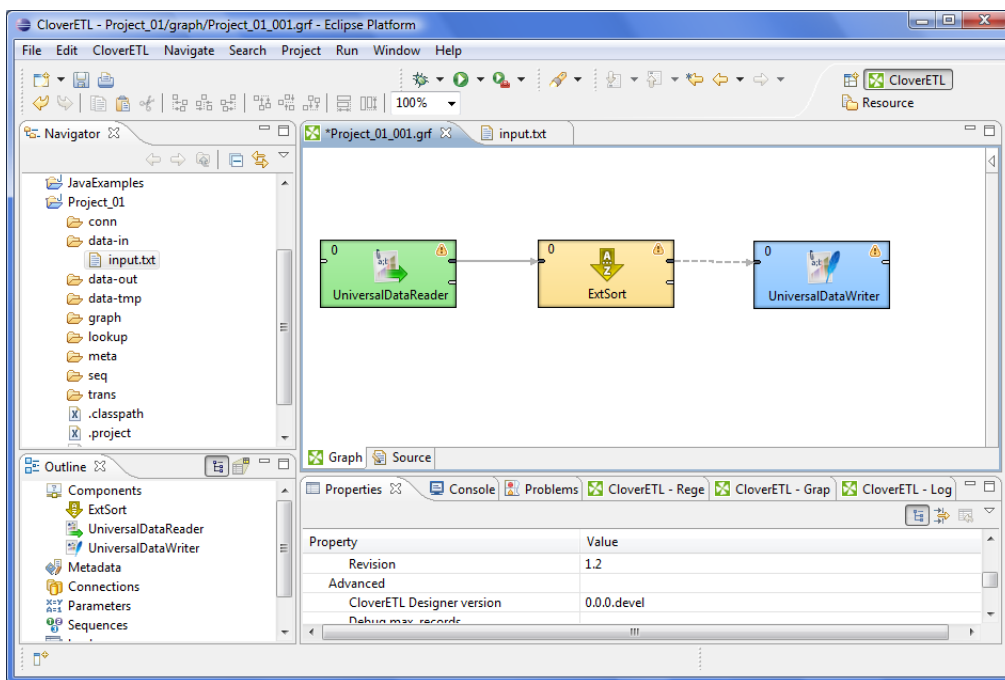 CloverETL - Project_01/graph/Project_01_001.grf - Eclipse Platform
File Edit CloverETL Navigate Search Project Run Window Help
100%
CloverETL
Resource
Navigator
JavaExamples
Project_01
conn
data-in
input.txt
data-out
data-tmp
graph
lookup
meta
seq
trans
.classpath
.project
*Project_01_001.grf input.txt
0 0 0
UniversalDataReader ExtSort UniversalDataWriter
Graph Source
Outline
Components
ExtSort
UniversalDataReader
UniversalDataWriter
Metadata
Connections
Parameters
Sequences
Properties Console Problems CloverETL - Rege CloverETL - Grap CloverETL - Log
Property Value
Revision 1.2
Advanced
CloverETL Designer version 0.0.0.devel
Debug max. records